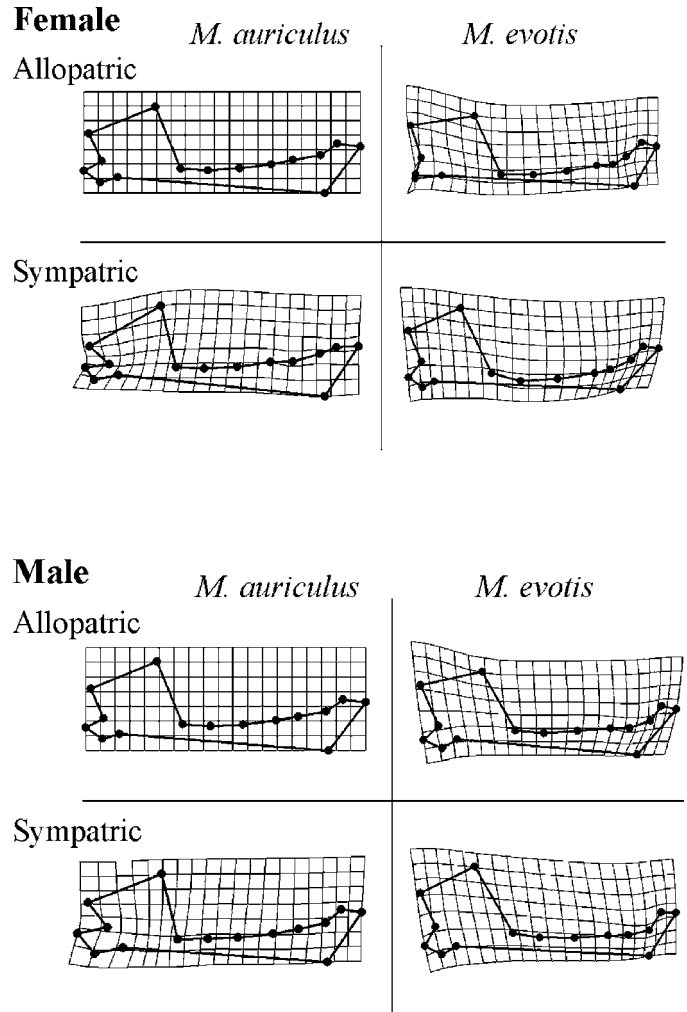 Female
M. auriculus M. evotis
Allopatric
Sympatric
Male
M. auriculus M. evotis
Allopatric
Sympatric